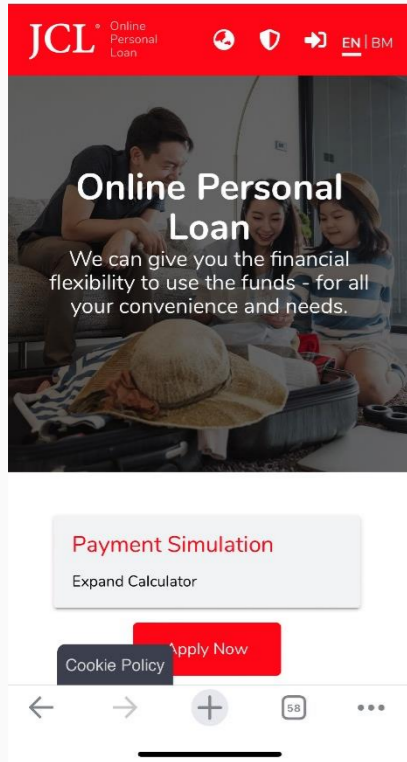 JCL
Online
Personal
Loan
EN | BM
Online Personal
Loan
We can give you the financial
flexibility to use the funds - for all
your convenience and needs.
Payment Simulation
Expand Calculator
Apply Now
Cookie Policy
58